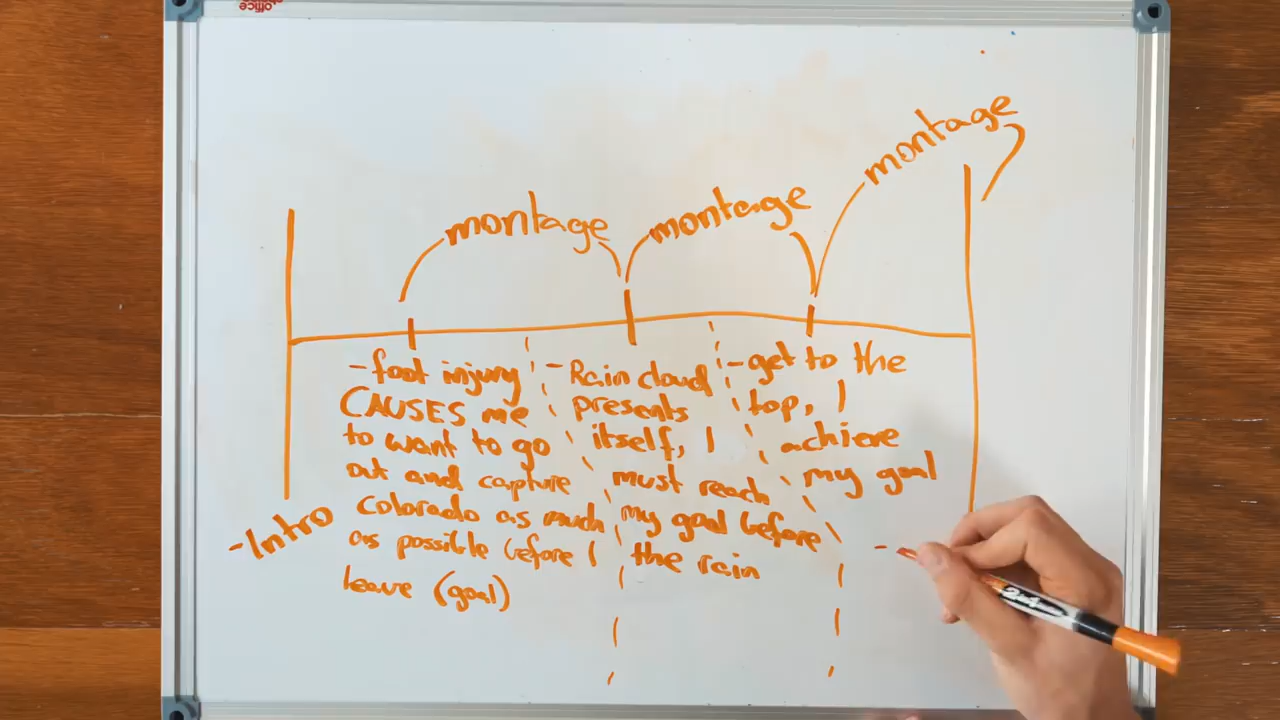 office
montage
montage
montage
-Intro
-foot injury
CAUSES me
to want to go
out and capture
colorado as much
as possible before I
leave (goal)
-Rain cloud
presents
itself, I
must reach
my goal before
the rain
-get to the
top, I
achieve
my goal
-
2in1